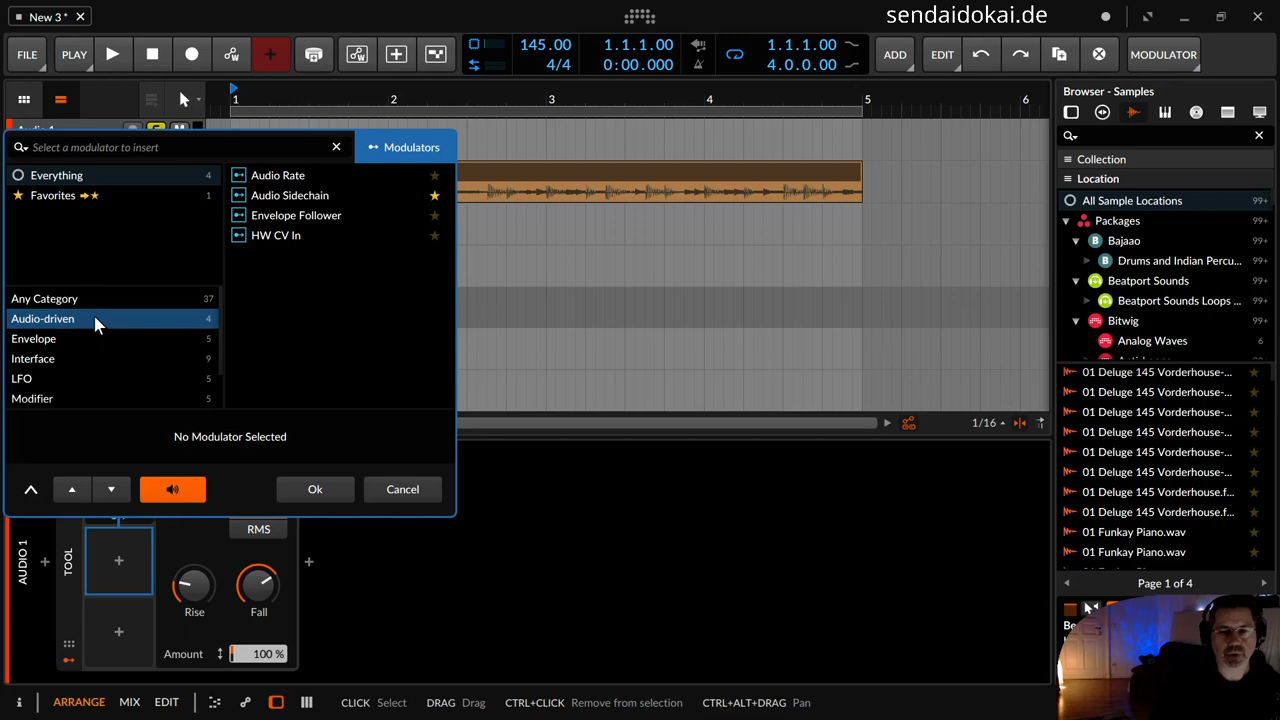 New 3 *
sendaidokai.de
FILE
PLAY
145.00
4/4
1.1.1.00
0:00.000
1.1.1.00
4.0.0.00
ADD
EDIT
MODULATOR
1
2
3
4
5
6
Select a modulator to insert
Modulators
Everything 4
Favorites 1
Any Category 37
Audio-driven 4
Envelope 5
Interface 9
LFO 5
Modifier 5
Audio Rate
Audio Sidechain
Envelope Follower
HW CV In
No Modulator Selected
Ok
Cancel
1/16
AUDIO 1
TOOL
RMS
Rise
Fall
Amount
100 %
Browser - Samples
Collection
Location
All Sample Locations 99+
Packages 99+
Bajaao 99+
Drums and Indian Percu... 99+
Beatport Sounds 99+
Beatport Sounds Loops ... 99+
Bitwig 99+
Analog Waves 6
01 Deluge 145 Vorderhouse-...
01 Deluge 145 Vorderhouse-...
01 Deluge 145 Vorderhouse-...
01 Deluge 145 Vorderhouse-...
01 Deluge 145 Vorderhouse-...
01 Deluge 145 Vorderhouse-...
01 Deluge 145 Vorderhouse.f...
01 Deluge 145 Vorderhouse.f...
01 Funkay Piano.wav
01 Funkay Piano.wav
Page 1 of 4
ARRANGE
MIX
EDIT
CLICK Select
DRAG Drag
CTRL+CLICK Remove from selection
CTRL+ALT+DRAG Pan